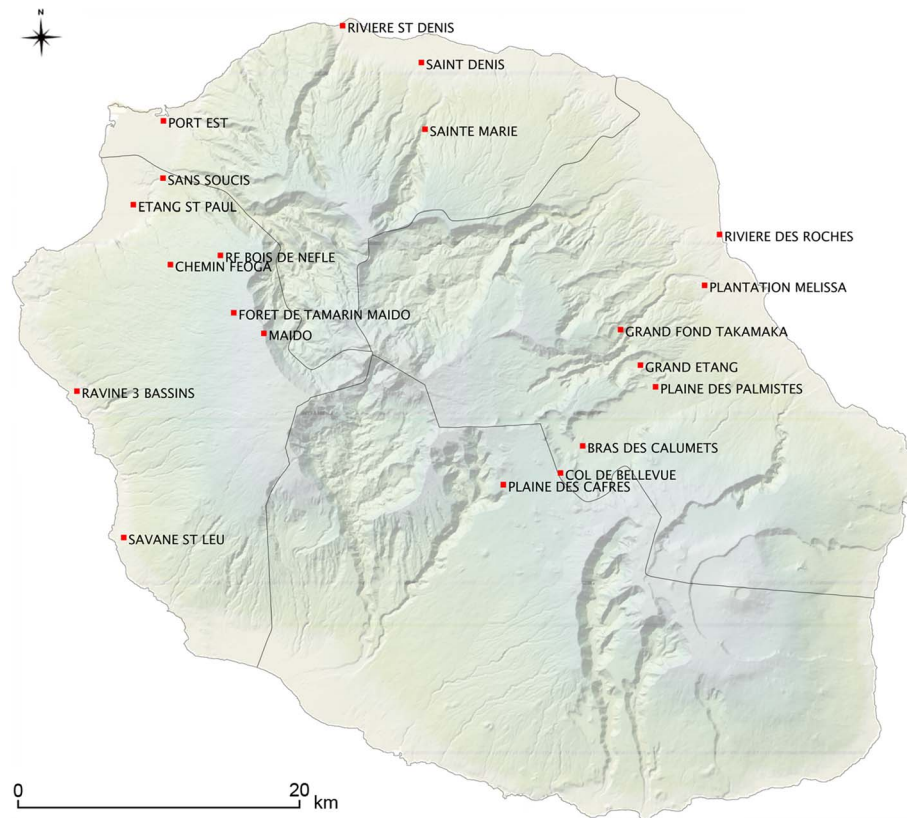 N
RIVIERE ST DENIS
SAINT DENIS
PORT EST
SAINTE MARIE
SANS SOUCIS
ETANG ST PAUL
RIVIERE DES ROCHES
RF BOIS DE NEFLE
CHEMIN FEOGA
PLANTATION MELISSA
FORET DE TAMARIN MAIDO
GRAND FOND TAKAMAKA
MAIDO
GRAND ETANG
PLAINE DES PALMISTES
RAVINE 3 BASSINS
BRAS DES CALUMETS
COL DE BELLEVUE
PLAINE DES CAFRES
SAVANE ST LEU
0 20
km